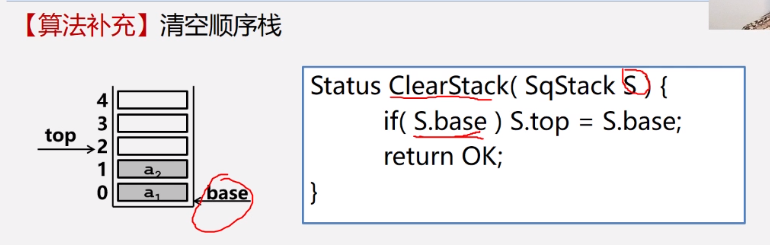 【算法补充】清空顺序栈
4
3
top
2
1 a₂
0 a₁ base
Status ClearStack( SqStack S ) {
if( S.base ) S.top = S.base;
return OK;
}